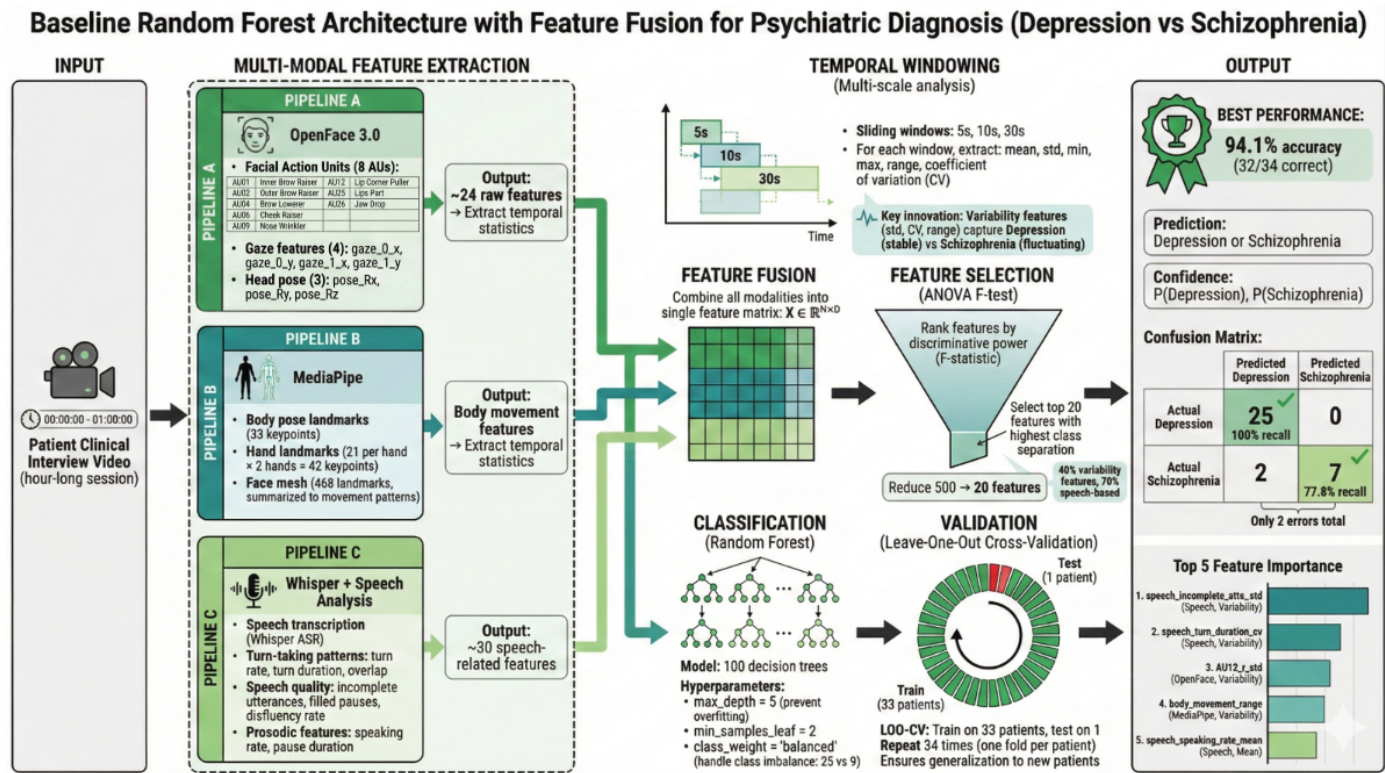 Baseline Random Forest Architecture with Feature Fusion for Psychiatric Diagnosis (Depression vs Schizophrenia)
INPUT
00:00:00 - 01:00:00
Patient Clinical
Interview Video
(hour-long session)
MULTI-MODAL FEATURE EXTRACTION
PIPELINE A
PIPELINE A
OpenFace 3.0
• Facial Action Units (8 AUs):
AU01 Inner Brow Raiser AU12 Lip Corner Puller
AU02 Outer Brow Raiser AU25 Lips Part
AU04 Brow Lowerer AU26 Jaw Drop
AU06 Cheek Raiser
AU09 Nose Wrinkler
• Gaze features (4): gaze_0_x,
gaze_0_y, gaze_1_x, gaze_1_y
• Head pose (3): pose_Rx,
pose_Ry, pose_Rz
Output:
~24 raw features
→ Extract temporal
statistics
PIPELINE B
PIPELINE B
MediaPipe
• Body pose landmarks
(33 keypoints)
• Hand landmarks (21 per hand
× 2 hands = 42 keypoints)
• Face mesh (468 landmarks,
summarized to movement patterns)
Output:
Body movement
features
→ Extract temporal
statistics
PIPELINE C
PIPELINE C
Whisper + Speech
Analysis
• Speech transcription
(Whisper ASR)
• Turn-taking patterns: turn
rate, turn duration, overlap
• Speech quality: incomplete
utterances, filled pauses,
disfluency rate
• Prosodic features: speaking
rate, pause duration
Output:
~30 speech-
related features
TEMPORAL WINDOWING
(Multi-scale analysis)
5s
10s
30s
Time
• Sliding windows: 5s, 10s, 30s
• For each window, extract: mean, std, min,
max, range, coefficient
of variation (CV)
Key innovation: Variability features
(std, CV, range) capture Depression
(stable) vs Schizophrenia (fluctuating)
FEATURE FUSION
Combine all modalities into
single feature matrix: X ∈ ℝᴺˣᴰ
FEATURE SELECTION
(ANOVA F-test)
Rank features by
discriminative power
(F-statistic)
Select top 20
features with
highest class
separation
Reduce 500 → 20 features
40% variability
features, 70%
speech-based
CLASSIFICATION
(Random Forest)
Model: 100 decision trees
Hyperparameters:
• max_depth = 5 (prevent
overfitting)
• min_samples_leaf = 2
• class_weight = 'balanced'
(handle class imbalance: 25 vs 9)
VALIDATION
(Leave-One-Out Cross-Validation)
Test
(1 patient)
Train
(33 patients)
LOO-CV: Train on 33 patients, test on 1
Repeat 34 times (one fold per patient)
Ensures generalization to new patients
OUTPUT
BEST PERFORMANCE:
94.1% accuracy
(32/34 correct)
Prediction:
Depression or Schizophrenia
Confidence:
P(Depression), P(Schizophrenia)
Confusion Matrix:
Predicted Depression
Predicted Schizophrenia
Actual Depression
25
100% recall
0
Actual Schizophrenia
2
7
77.8% recall
Only 2 errors total
Top 5 Feature Importance
1. speech_incomplete_atts_std
(Speech, Variability)
2. speech_turn_duration_cv
(Speech, Variability)
3. AU12_r_std
(OpenFace, Variability)
4. body_movement_range
(MediaPipe, Variability)
5. speech_speaking_rate_mean
(Speech, Mean)